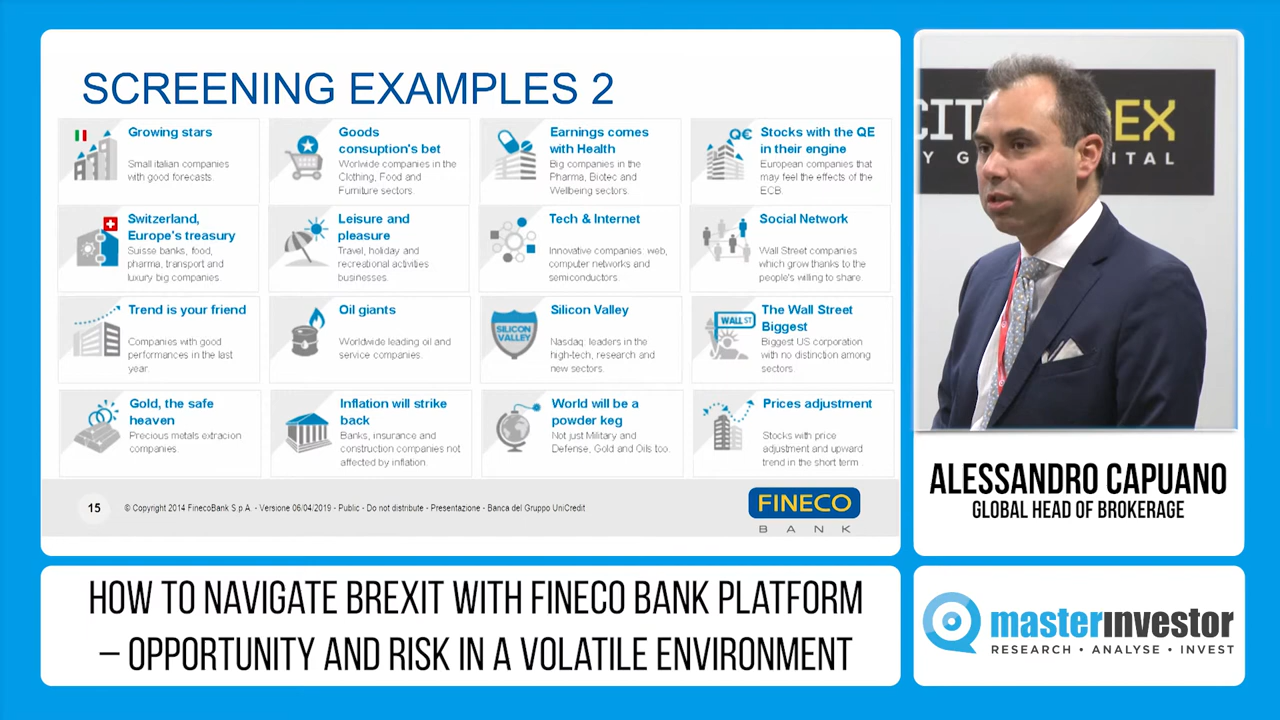 SCREENING EXAMPLES 2
Growing stars
Small italian companies
with good forecasts.
Goods
consuption's bet
Worlwide companies in the
Clothing, Food and
Furniture sectors.
Earnings comes
with Health
Big companies in the
Pharma, Biotec and
Wellbeing sectors.
Q€
Stocks with the QE
in their engine
European companies that
may feel the effects of the
ECB.
Switzerland,
Europe's treasury
Suisse banks, food,
pharma, transport and
luxury big companies.
Leisure and
pleasure
Travel, holiday and
recreational activities
businesses.
Tech & Internet
Innovative companies: web,
computer networks and
semiconductors.
Social Network
Wall Street companies
which grow thanks to the
people's willing to share.
Trend is your friend
Companies with good
performances in the last
year.
Oil giants
Worldwide leading oil and
service companies.
SILICON
VALLEY
Silicon Valley
Nasdaq: leaders in the
high-tech, research and
new sectors.
WALL ST
The Wall Street
Biggest
Biggest US corporation
with no distinction among
sectors.
Gold, the safe
heaven
Precious metals extracion
companies.
Inflation will strike
back
Banks, insurance and
construction companies not
affected by inflation.
World will be a
powder keg
Not just Military and
Defense, Gold and Oils too.
Prices adjustment
Stocks with price
adjustment and upward
trend in the short term
15
© Copyright 2014 FinecoBank S.p.A. - Versione 06/04/2019 - Public - Do not distribute - Presentazione - Banca del Gruppo UniCredit
FINECO
BANK
ALESSANDRO CAPUANO
GLOBAL HEAD OF BROKERAGE
HOW TO NAVIGATE BREXIT WITH FINECO BANK PLATFORM
– OPPORTUNITY AND RISK IN A VOLATILE ENVIRONMENT
masterinvestor
RESEARCH • ANALYSE • INVEST